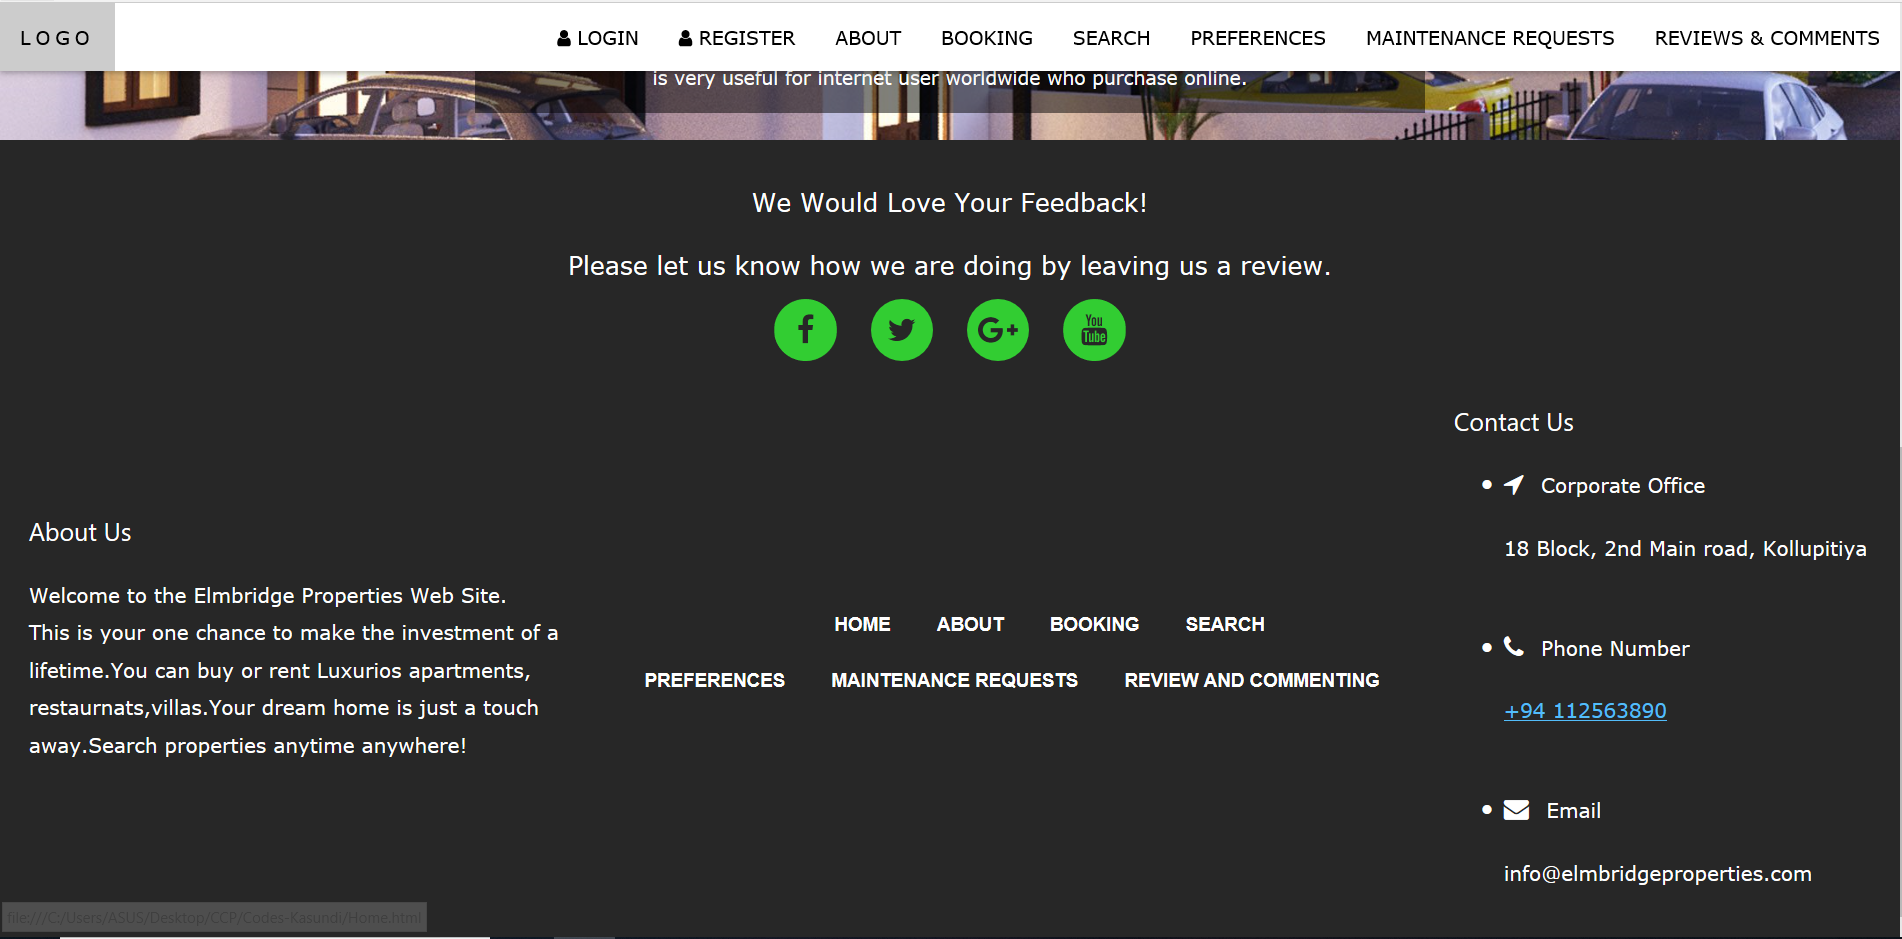 LOGO
LOGIN REGISTER ABOUT BOOKING SEARCH PREFERENCES MAINTENANCE REQUESTS REVIEWS & COMMENTS
is very useful for internet user worldwide who purchase online.
We Would Love Your Feedback!
Please let us know how we are doing by leaving us a review.
You
Tube
About Us
Welcome to the Elmbridge Properties Web Site.
This is your one chance to make the investment of a
lifetime.You can buy or rent Luxurios apartments,
restaurnats,villas.Your dream home is just a touch
away.Search properties anytime anywhere!
HOME ABOUT BOOKING SEARCH
PREFERENCES MAINTENANCE REQUESTS REVIEW AND COMMENTING
Contact Us
Corporate Office
18 Block, 2nd Main road, Kollupitiya
Phone Number
+94 112563890
Email
info@elmbridgeproperties.com
file:///C:/Users/ASUS/Desktop/CCP/Codes-Kasundi/Home.html